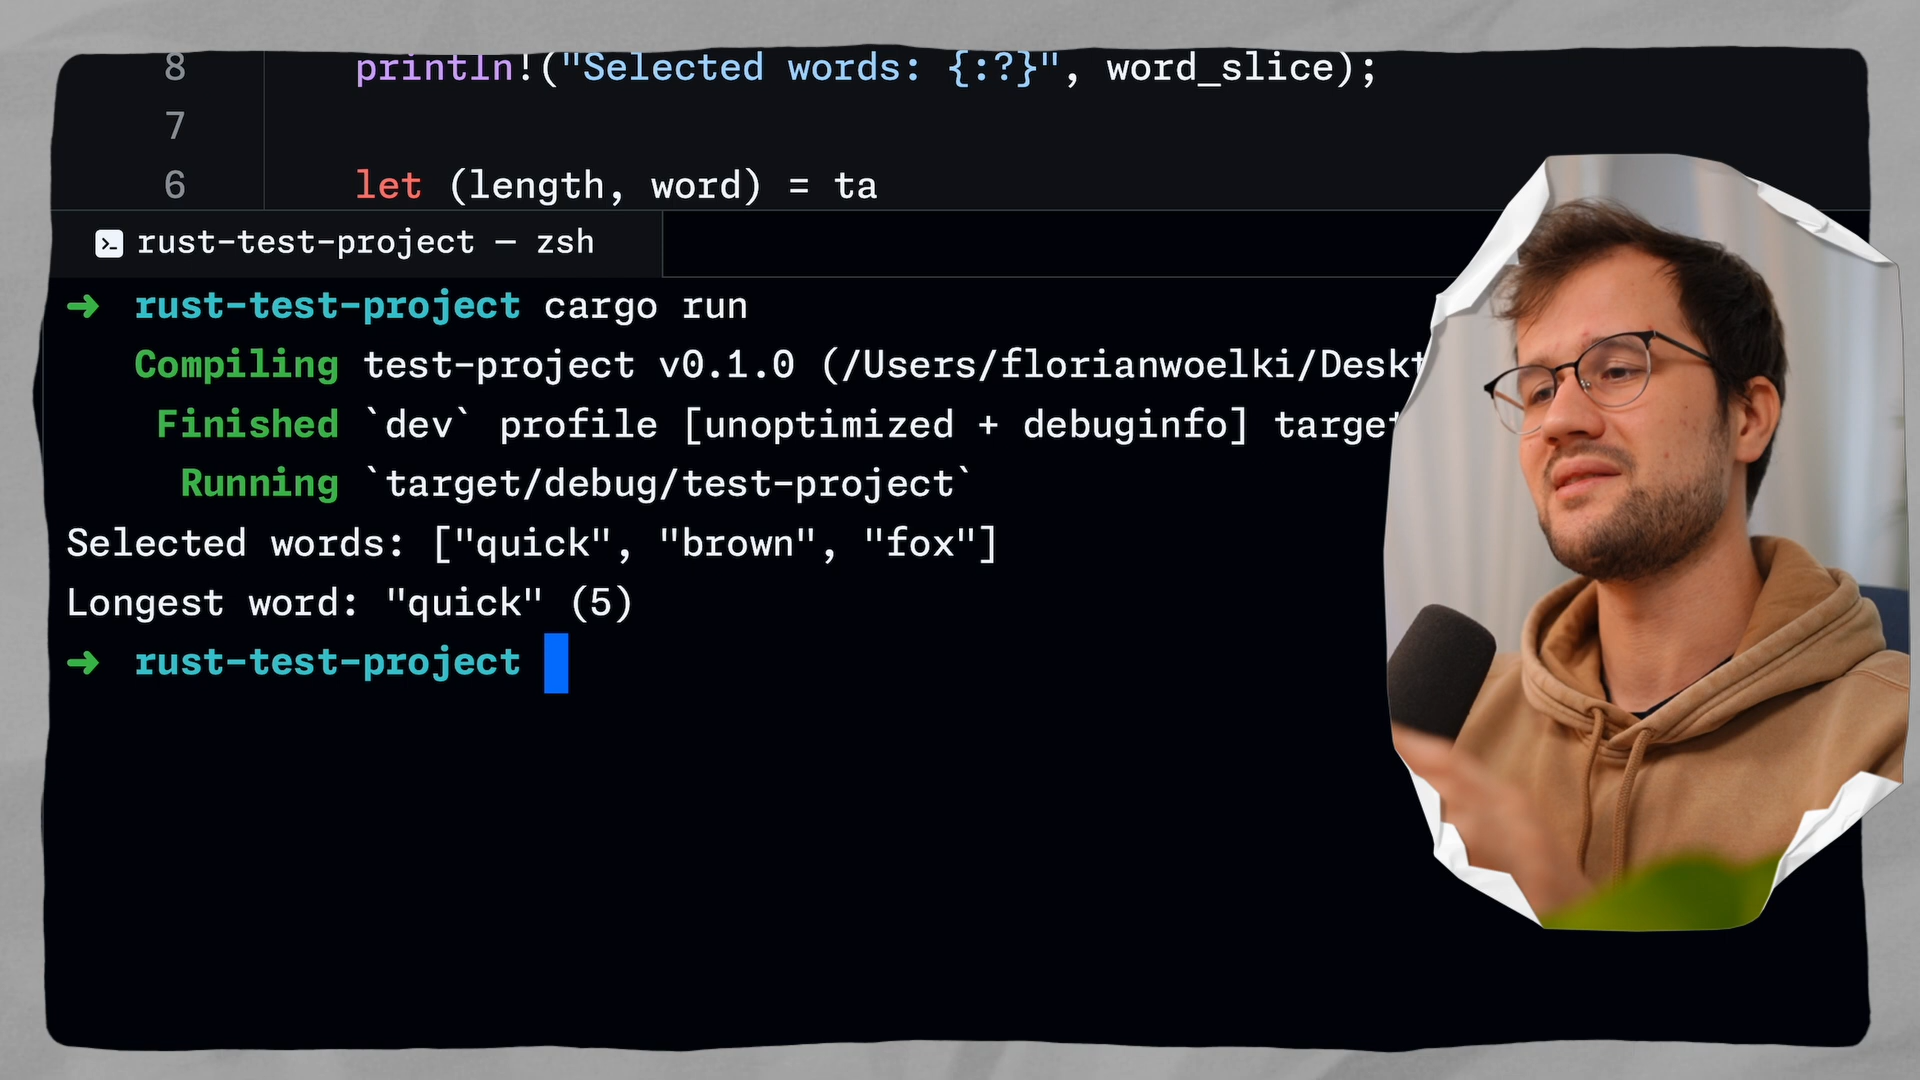 8 println!("Selected words: {:?}", word_slice);
7
6 let (length, word) = ta
rust-test-project — zsh
➜ rust-test-project cargo run
Compiling test-project v0.1.0 (/Users/florianwoelki/Deskt
Finished `dev` profile [unoptimized + debuginfo] target
Running `target/debug/test-project`
Selected words: ["quick", "brown", "fox"]
Longest word: "quick" (5)
➜ rust-test-project